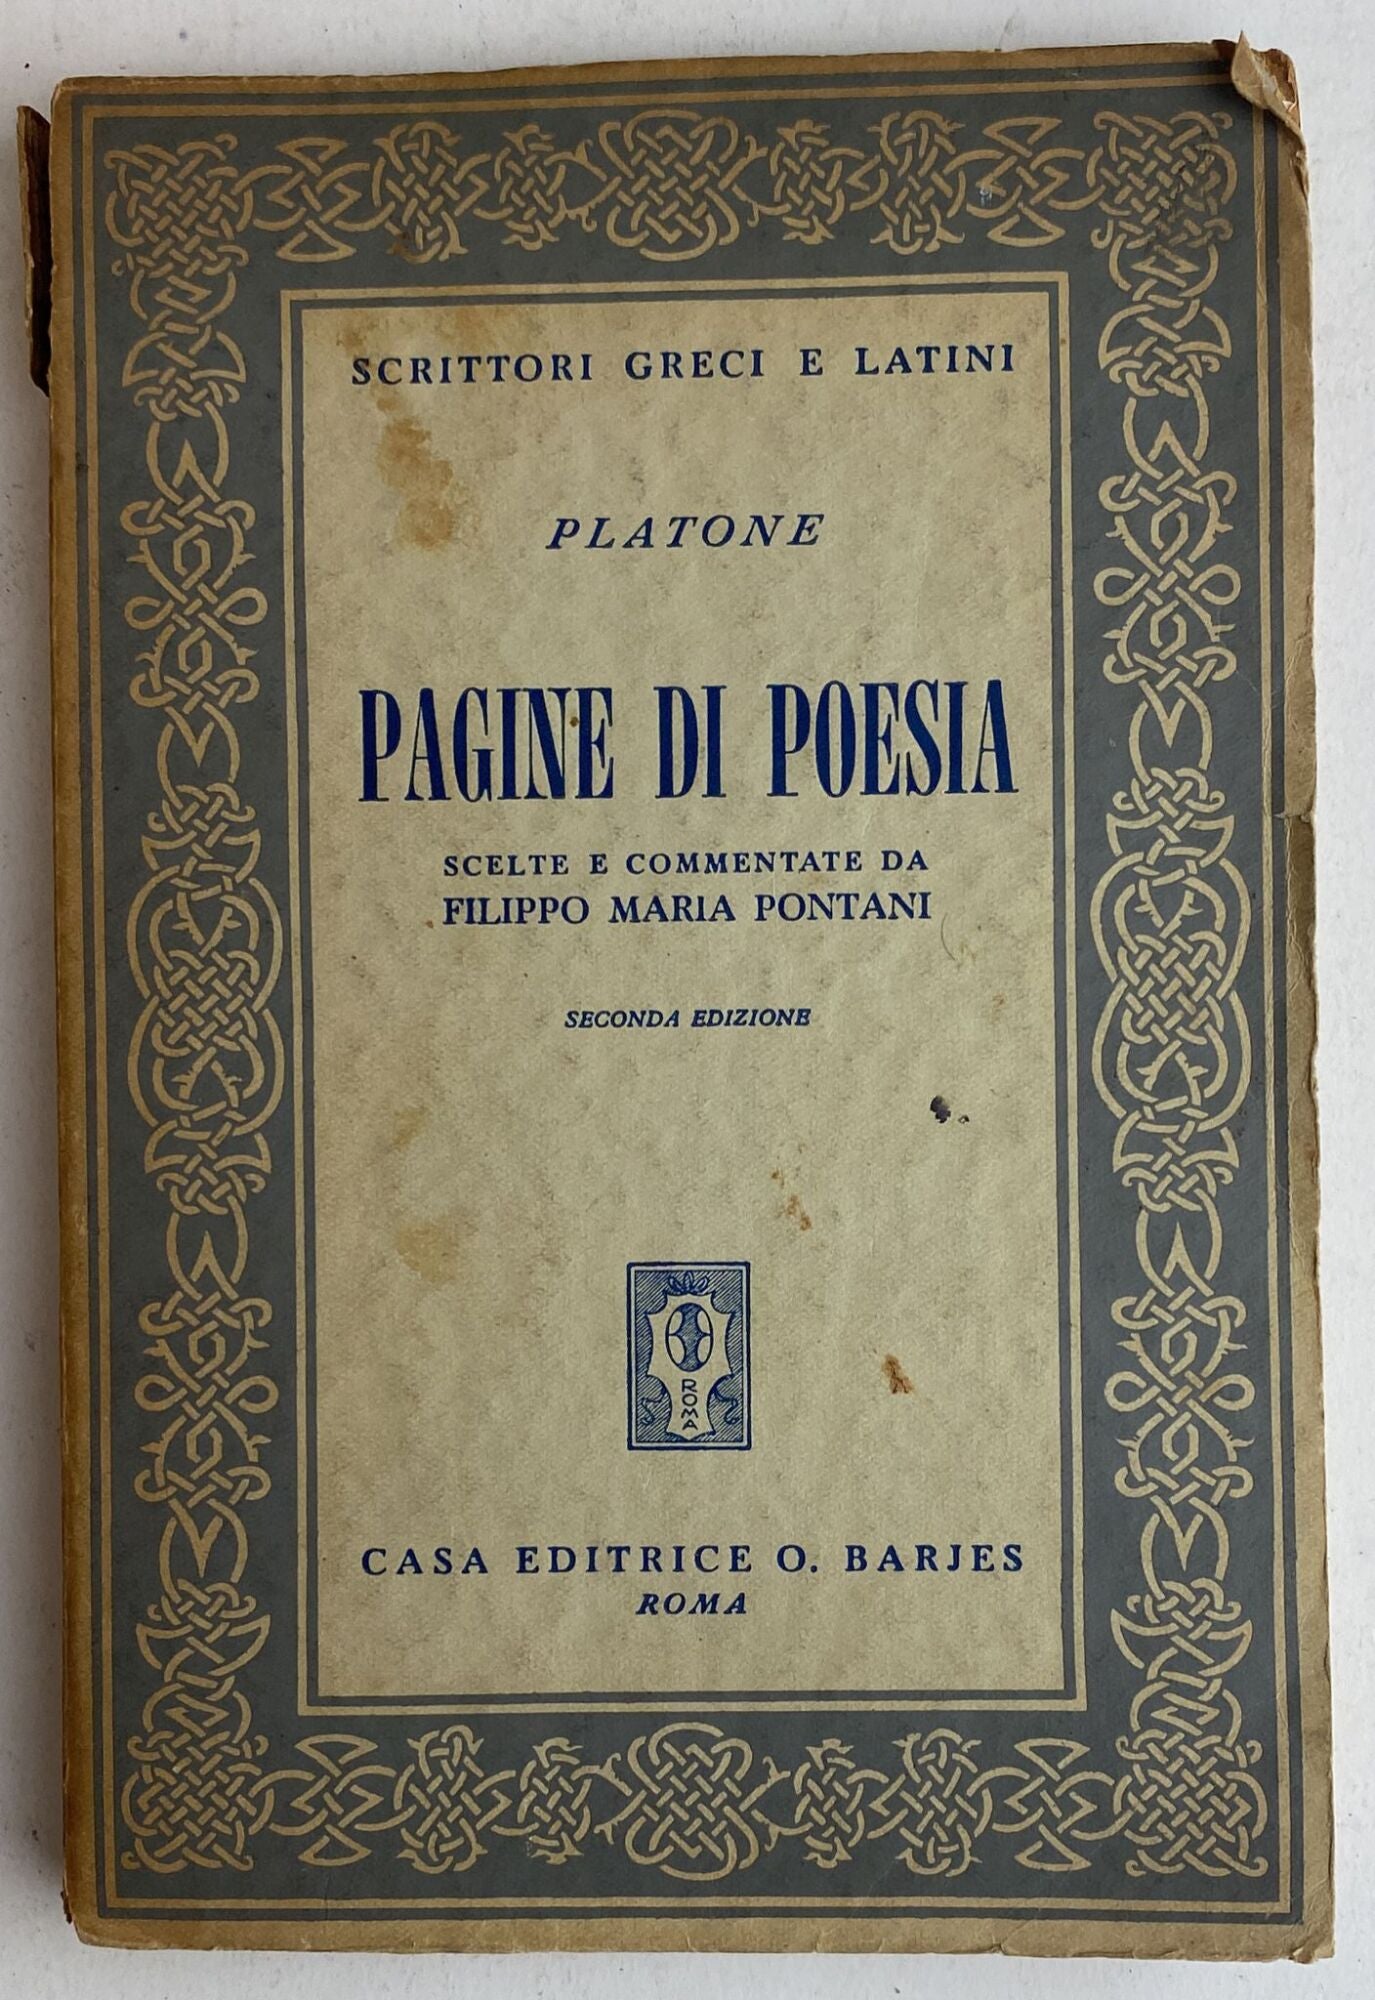 SCRITTORI GRECI E LATINI
PLATONE
PAGINE DI POESIA
SCELTE E COMMENTATE DA
FILIPPO MARIA PONTANI
SECONDA EDIZIONE
ROMA
CASA EDITRICE O. BARJES
ROMA